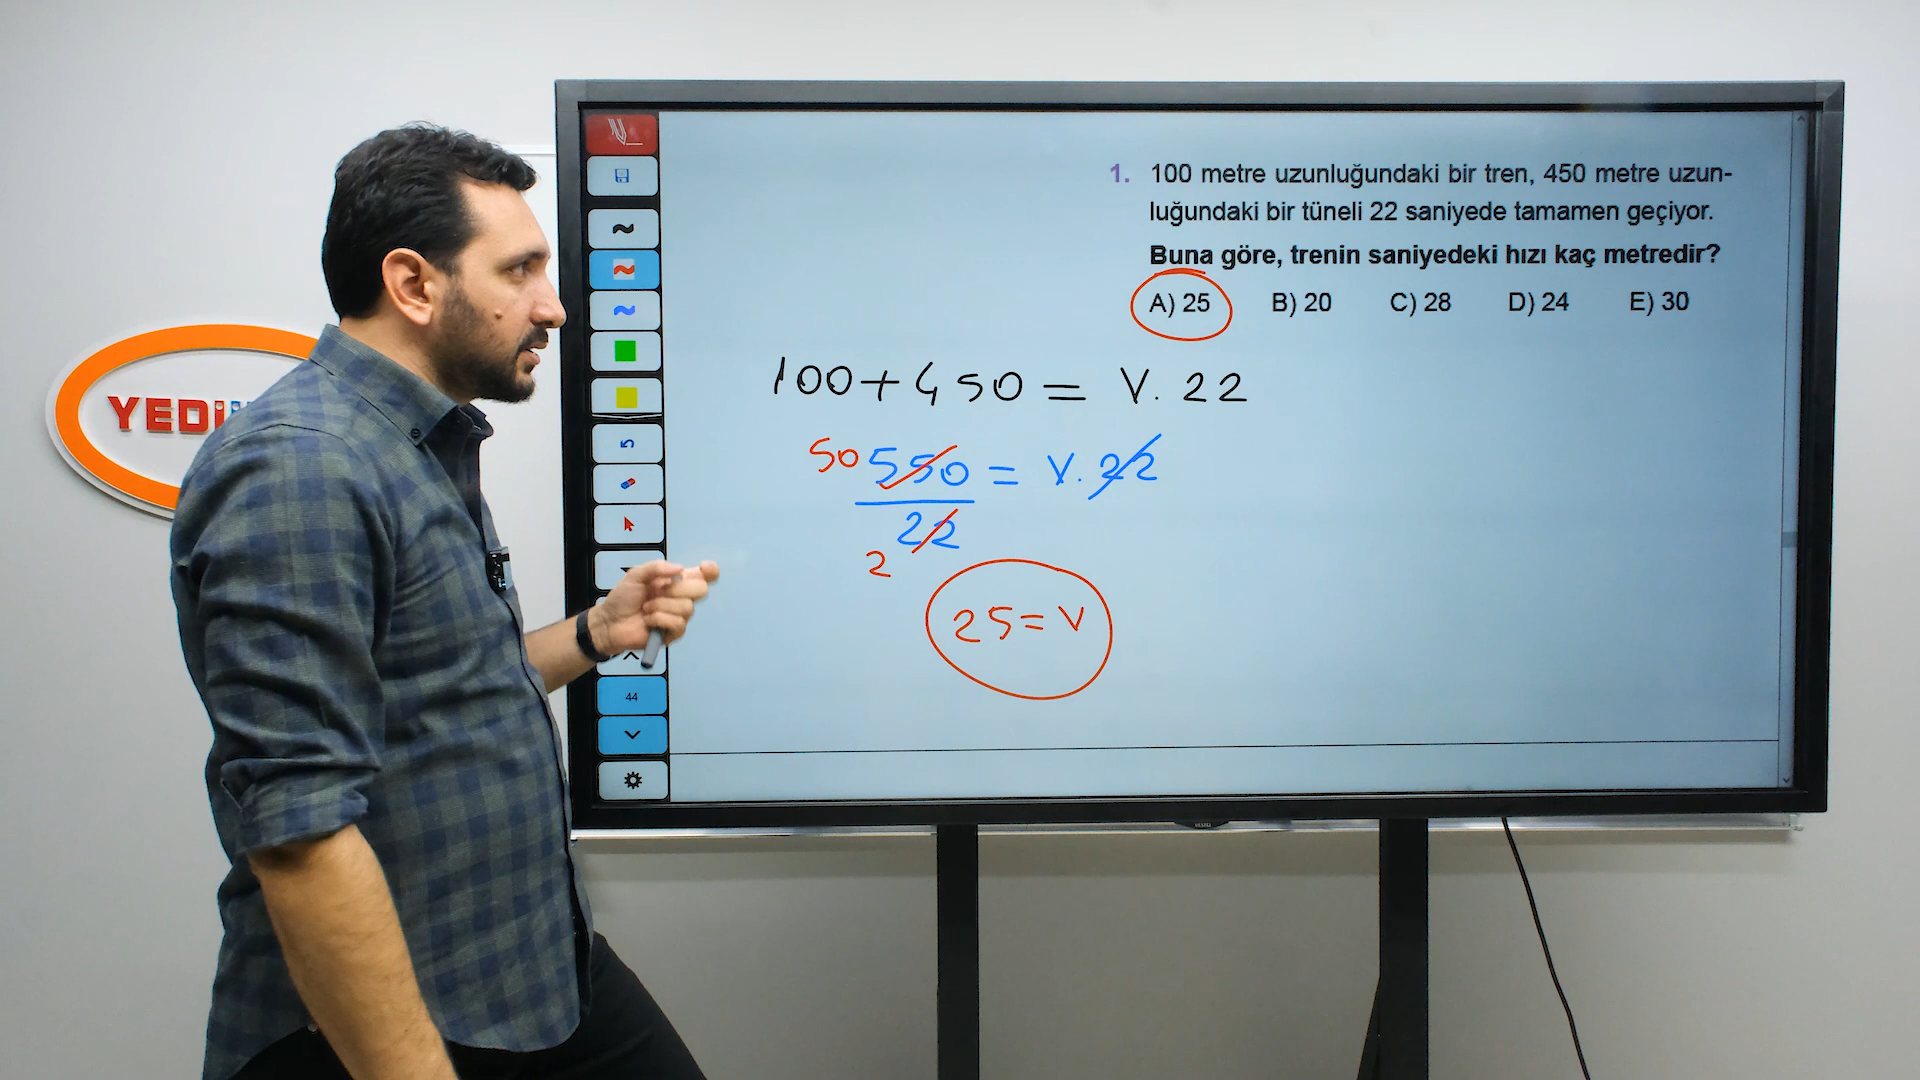 YEDİ
1. 100 metre uzunluğundaki bir tren, 450 metre uzun-
luğundaki bir tüneli 22 saniyede tamamen geçiyor.
Buna göre, trenin saniyedeki hızı kaç metredir?
A) 25 B) 20 C) 28 D) 24 E) 30
100+450 = V.22
50 550 = V.22
22
2
25=V
44